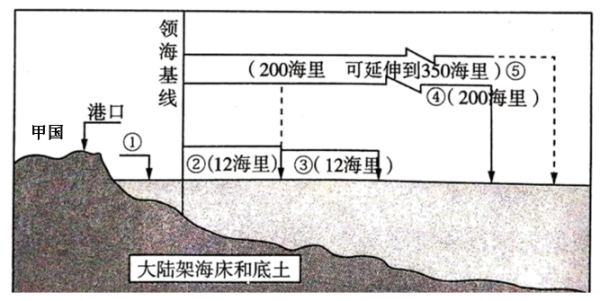 领海基线
(200海里 可延伸到350海里)⑤
④(200海里)
港口
甲国
①
②(12海里)
③(12海里)
大陆架海床和底土